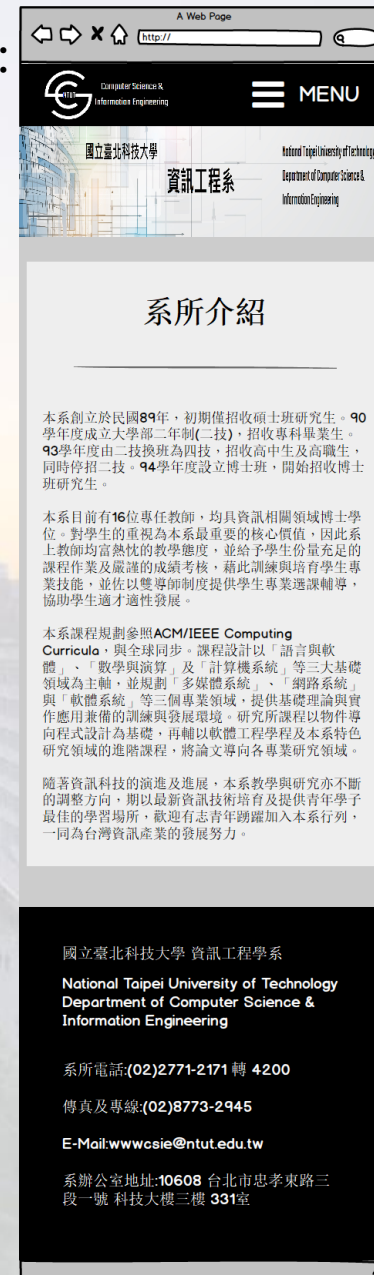 A Web Page
http://
NTUT
Computer Science &
Information Engineering
MENU
國立臺北科技大學
資訊工程系
National Taipei University of Technology
Department of Computer Science &
Information Engineering
系所介紹
本系創立於民國89年，初期僅招收碩士班研究生。90
學年度成立大學部二年制(二技)，招收專科畢業生。
93學年度由二技換班為四技，招收高中生及高職生，
同時停招二技。94學年度設立博士班，開始招收博士
班研究生。
本系目前有16位專任教師，均具資訊相關領域博士學
位。對學生的重視為本系最重要的核心價值，因此系
上教師均富熱忱的教學態度，並給予學生份量充足的
課程作業及嚴謹的成績考核，藉此訓練與培育學生專
業技能，並佐以雙導師制度提供學生專業選課輔導，
協助學生適才適性發展。
本系課程規劃參照ACM/IEEE Computing
Curricula，與全球同步。課程設計以「語言與軟
體」、「數學與演算」及「計算機系統」等三大基礎
領域為主軸，並規劃「多媒體系統」、「網路系統」
與「軟體系統」等三個專業領域，提供基礎理論與實
作應用兼備的訓練與發展環境。研究所課程以物件導
向程式設計為基礎，再輔以軟體工程學程及本系特色
研究領域的進階課程，將論文導向各專業研究領域。
隨著資訊科技的演進及進展，本系教學與研究亦不斷
的調整方向，期以最新資訊技術培育及提供青年學子
最佳的學習場所，歡迎有志青年踴躍加入本系行列，
一同為台灣資訊產業的發展努力。
國立臺北科技大學 資訊工程學系
National Taipei University of Technology
Department of Computer Science &
Information Engineering
系所電話:(02)2771-2171 轉 4200
傳真及專線:(02)8773-2945
E-Mail:wwwcsie@ntut.edu.tw
系辦公室地址:10608 台北市忠孝東路三
段一號 科技大樓三樓 331室